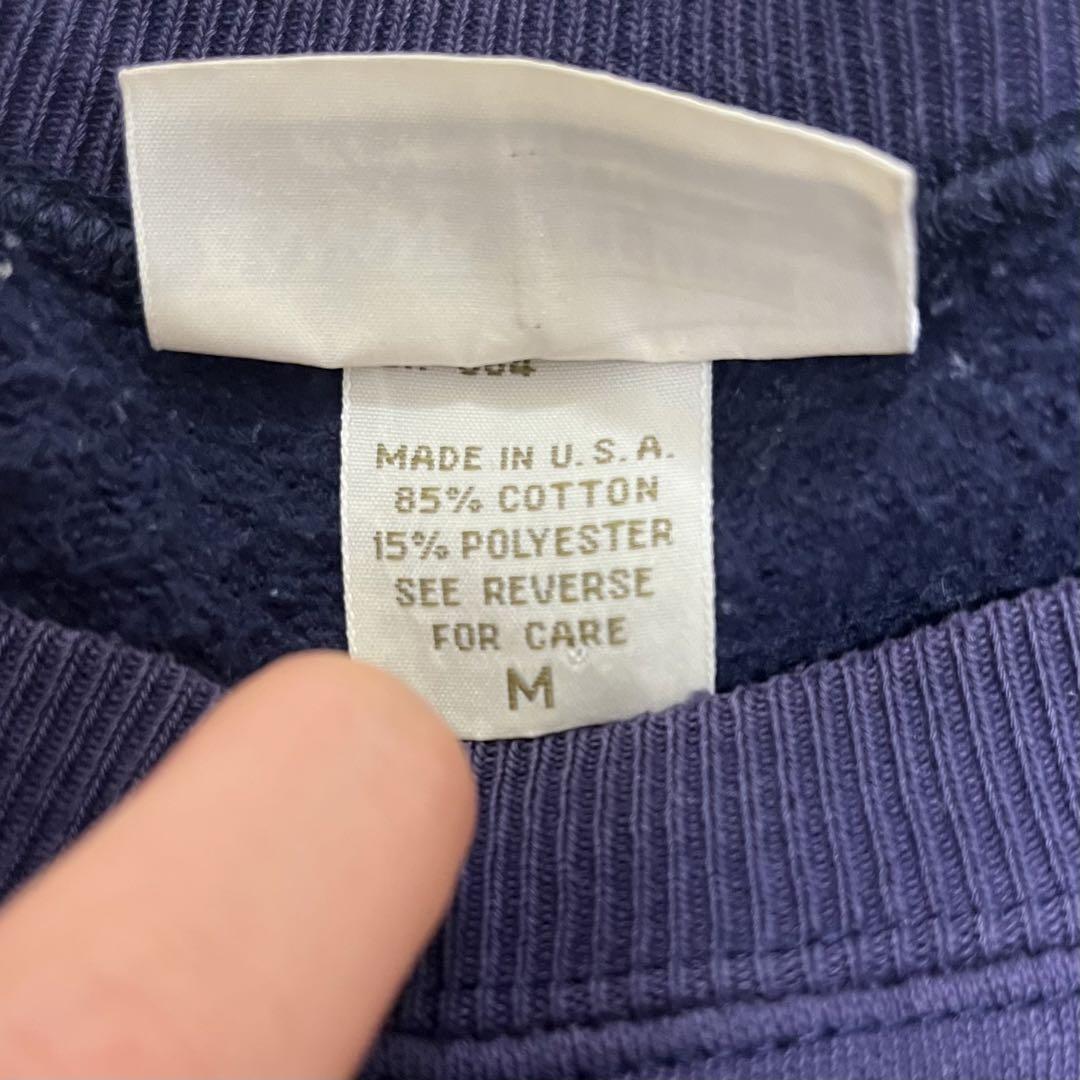 MADE IN U.S.A.
85% COTTON
15% POLYESTER
SEE REVERSE
FOR CARE
M